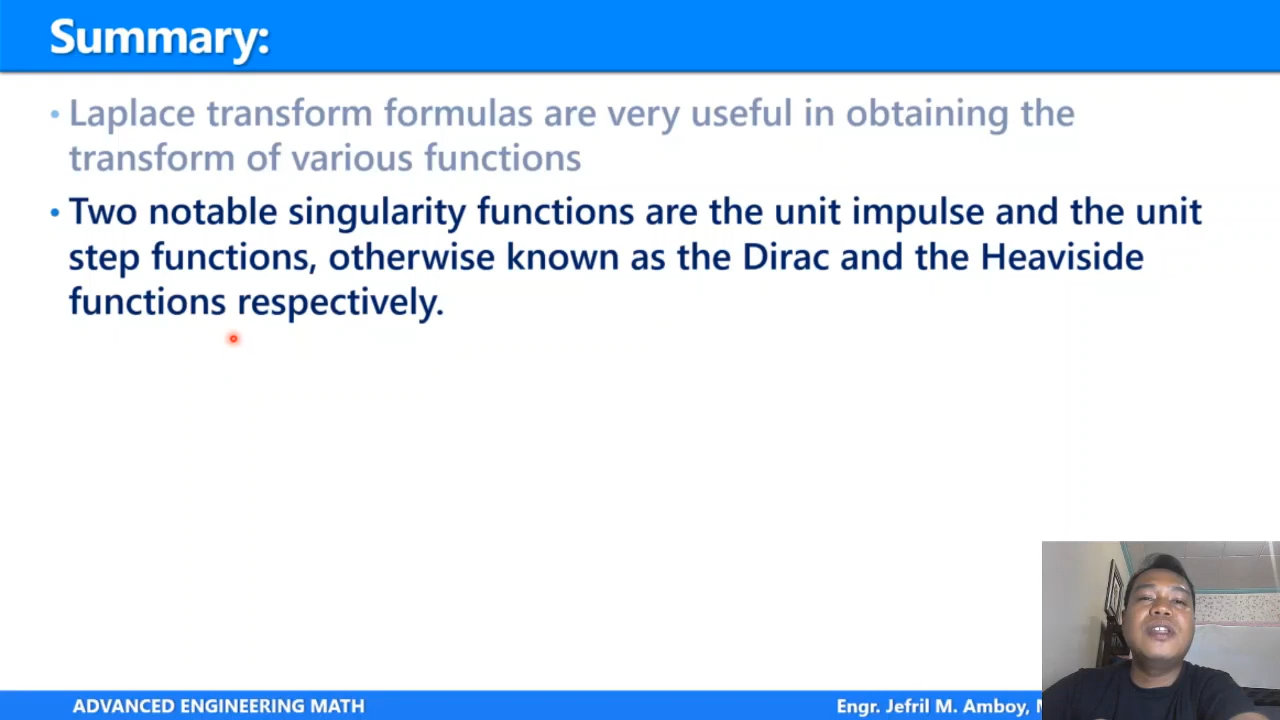 Summary:
• Laplace transform formulas are very useful in obtaining the
transform of various functions
• Two notable singularity functions are the unit impulse and the unit
step functions, otherwise known as the Dirac and the Heaviside
functions respectively.
ADVANCED ENGINEERING MATH
Engr. Jefril M. Amboy,